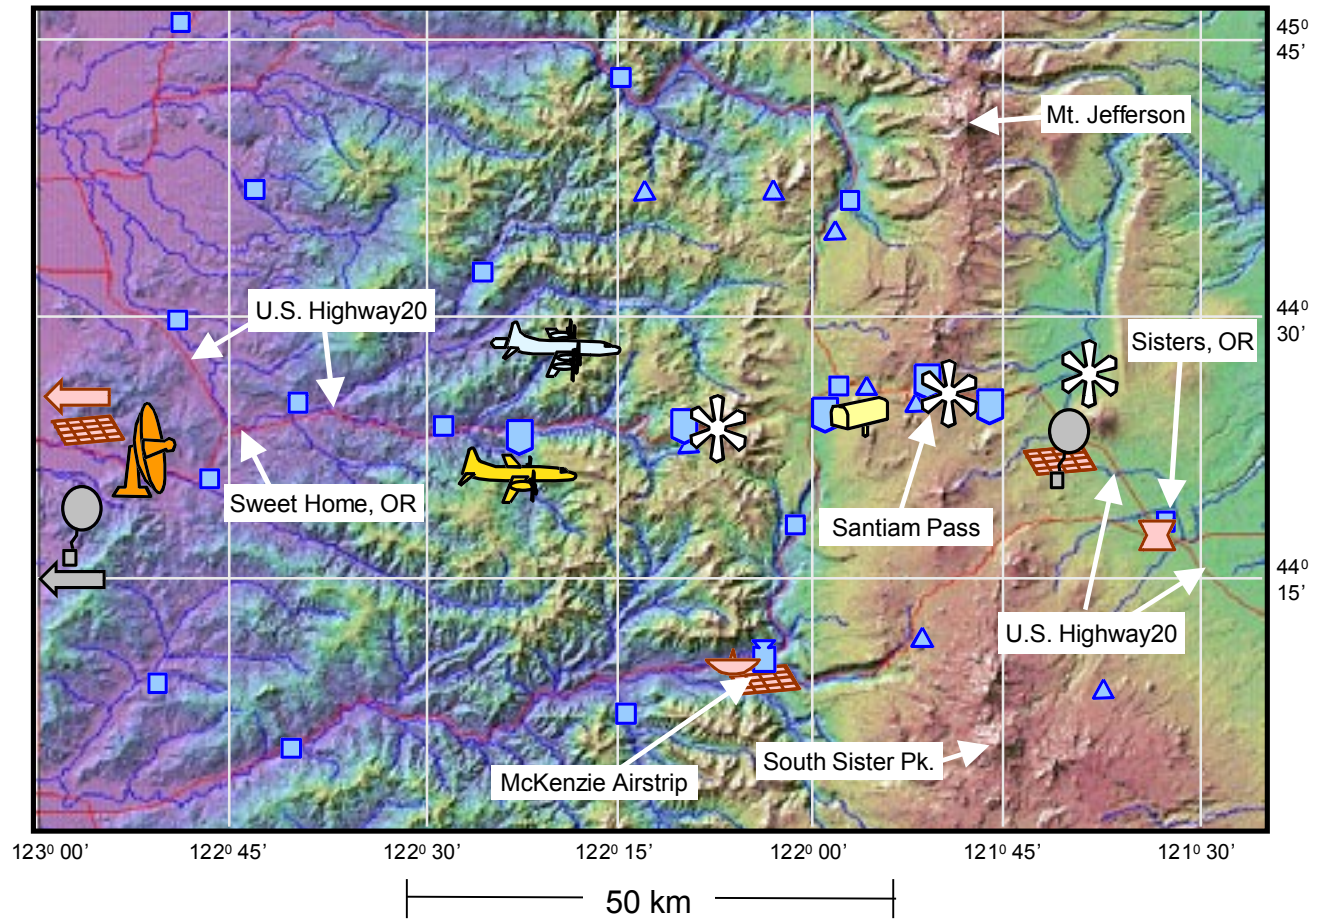 45⁰
45’
Mt. Jefferson
U.S. Highway20
44⁰
30’
Sisters, OR
Sweet Home, OR
Santiam Pass
44⁰
15’
U.S. Highway20
McKenzie Airstrip
South Sister Pk.
123⁰ 00’
122⁰ 45’
122⁰ 30’
122⁰ 15’
122⁰ 00’
121⁰ 45’
121⁰ 30’
50 km